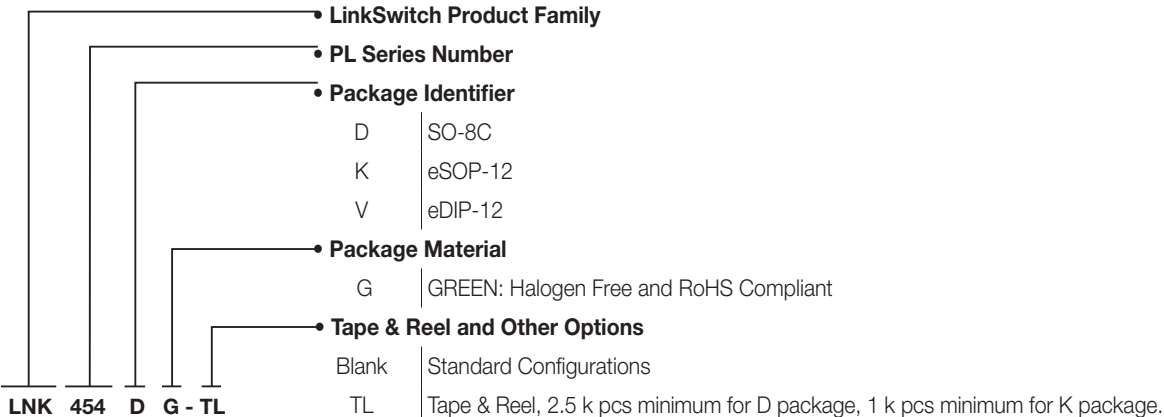 • LinkSwitch Product Family
• PL Series Number
• Package Identifier
D SO-8C
K eSOP-12
V eDIP-12
• Package Material
G GREEN: Halogen Free and RoHS Compliant
• Tape & Reel and Other Options
Blank Standard Configurations
LNK 454 D G - TL TL Tape & Reel, 2.5 k pcs minimum for D package, 1 k pcs minimum for K package.